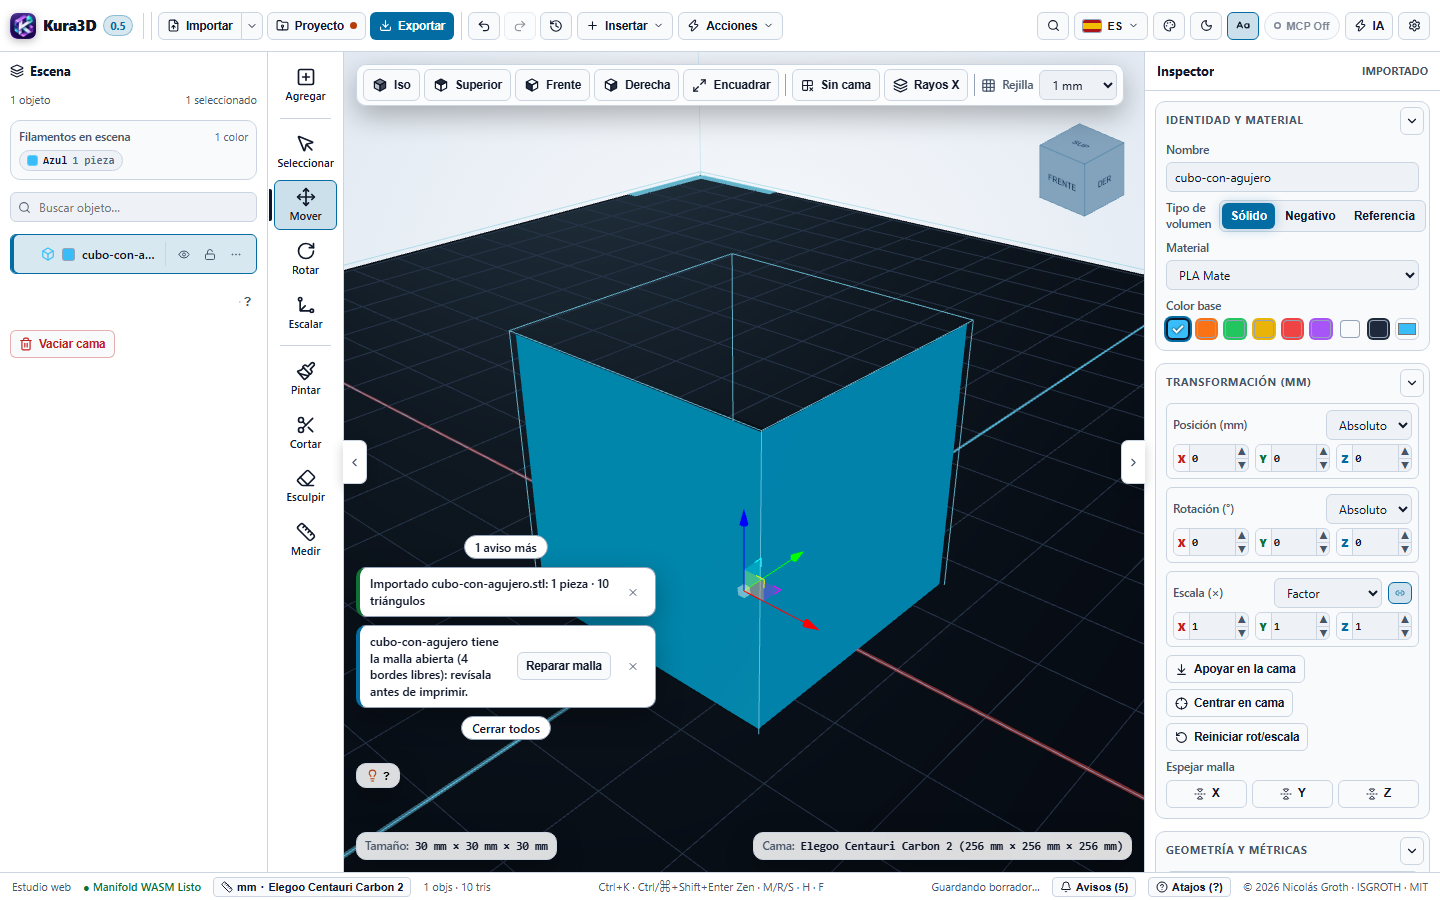 Kura3D 0.5 Importar Proyecto Exportar Insertar Acciones ES Aa MCP Off IA
Escena
1 objeto 1 seleccionado
Filamentos en escena 1 color
Azul 1 pieza
Buscar objeto...
cubo-con-a...
?
Vaciar cama
Agregar
Seleccionar
Mover
Rotar
Escalar
Pintar
Cortar
Esculpir
Medir
Iso Superior Frente Derecha Encuadrar Sin cama Rayos X Rejilla 1 mm
SUP
FRENTE DER
1 aviso más
Importado cubo-con-agujero.stl: 1 pieza · 10
triángulos
cubo-con-agujero tiene
la malla abierta (4
bordes libres): revísala
antes de imprimir.
Reparar malla
Cerrar todos
?
Tamaño: 30 mm × 30 mm × 30 mm
Cama: Elegoo Centauri Carbon 2 (256 mm × 256 mm × 256 mm)
Inspector IMPORTADO
IDENTIDAD Y MATERIAL
Nombre
cubo-con-agujero
Tipo de
volumen
Sólido Negativo Referencia
Material
PLA Mate
Color base
TRANSFORMACIÓN (MM)
Posición (mm) Absoluto
X 0 Y 0 Z 0
Rotación (°) Absoluto
X 0 Y 0 Z 0
Escala (×) Factor
X 1 Y 1 Z 1
Apoyar en la cama
Centrar en cama
Reiniciar rot/escala
Espejar malla
X Y Z
GEOMETRÍA Y MÉTRICAS
Estudio web Manifold WASM Listo mm · Elegoo Centauri Carbon 2 1 objs · 10 tris Ctrl+K · Ctrl/⌘+Shift+Enter Zen · M/R/S · H · F Guardando borrador... Avisos (5) Atajos (?) © 2026 Nicolás Groth · ISGROTH · MIT